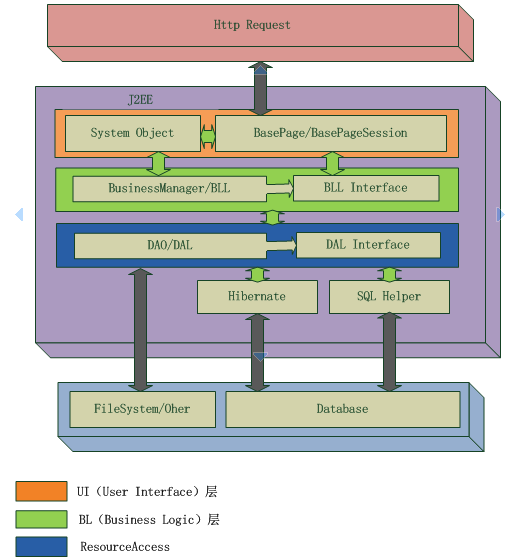 Http Request
J2EE
System Object
BasePage/BasePageSession
BusinessManager/BLL
BLL Interface
DAO/DAL
DAL Interface
Hibernate
SQL Helper
FileSystem/Oher
Database
UI（User Interface）层
BL（Business Logic）层
ResourceAccess